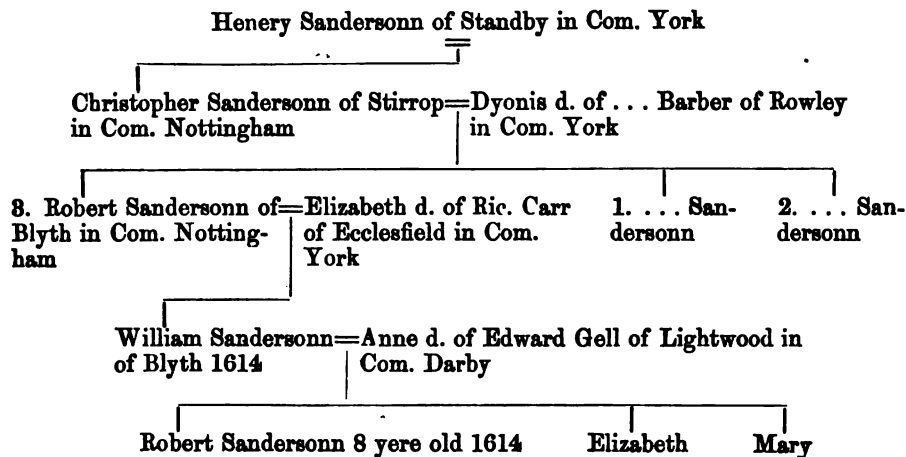 Henery Sandersonn of Standby in Com. York
Christopher Sandersonn of Stirrop=Dyonis d. of . . . Barber of Rowley
in Com. Nottingham in Com. York
3. Robert Sandersonn of=Elizabeth d. of Ric. Carr 1. . . . . San- 2. . . . San-
Blyth in Com. Notting- of Ecclesfield in Com. dersonn dersonn
ham York
William Sandersonn=Anne d. of Edward Gell of Lightwood in
of Blyth 1614 Com. Darby
Robert Sandersonn 8 yere old 1614 Elizabeth Mary